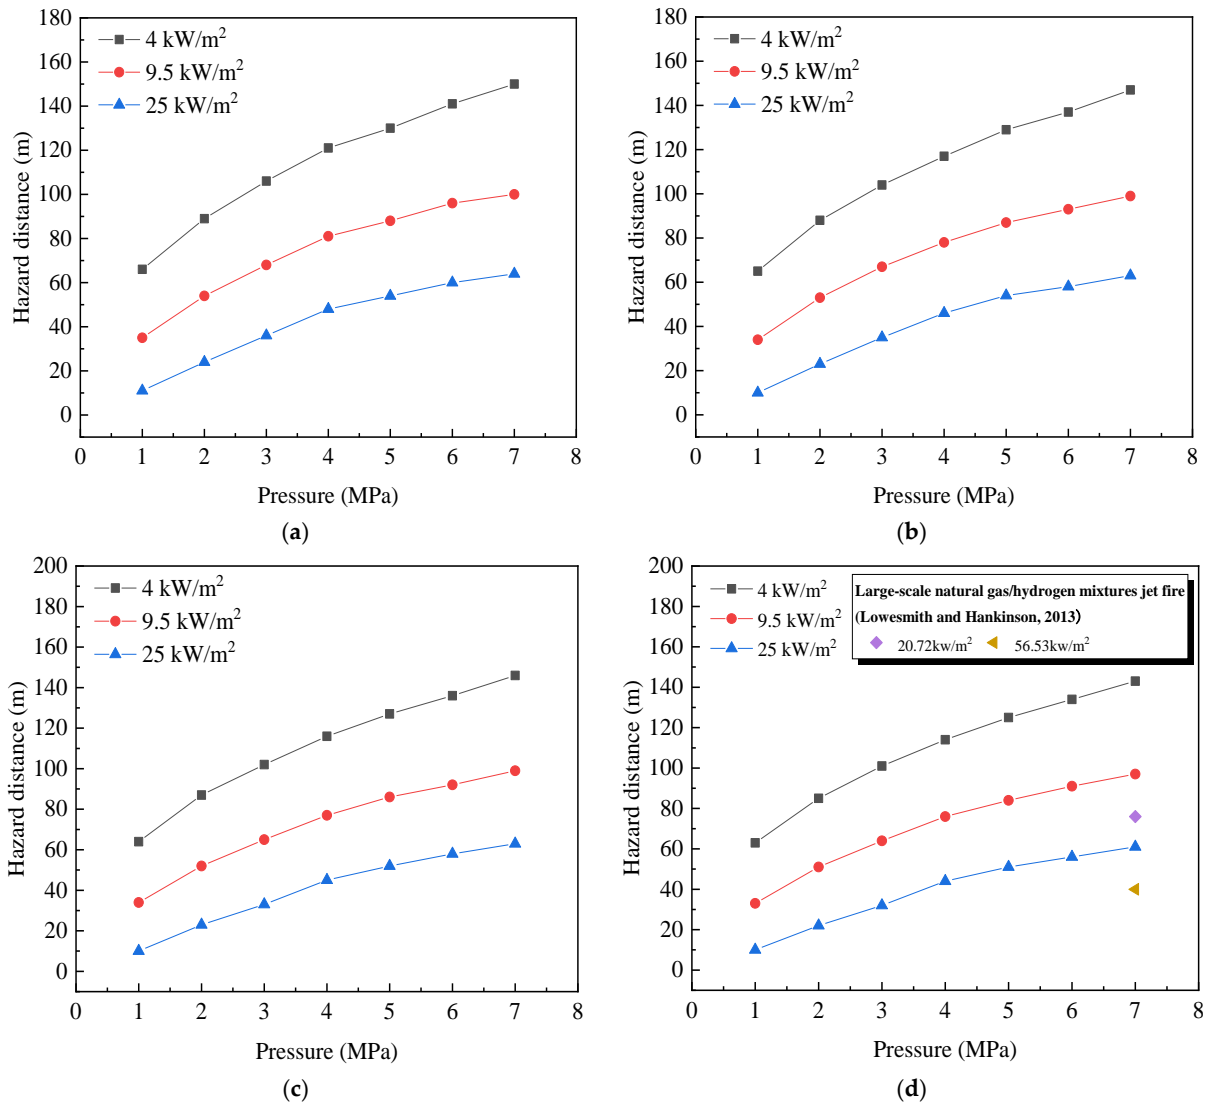 180
160
140
120
100
80
60
40
20
0
Hazard distance (m)
4 kW/m²
9.5 kW/m²
25 kW/m²
0 1 2 3 4 5 6 7 8
Pressure (MPa)
(a)
180
160
140
120
100
80
60
40
20
0
Hazard distance (m)
4 kW/m²
9.5 kW/m²
25 kW/m²
0 1 2 3 4 5 6 7 8
Pressure (MPa)
(b)
200
180
160
140
120
100
80
60
40
20
0
Hazard distance (m)
4 kW/m²
9.5 kW/m²
25 kW/m²
0 1 2 3 4 5 6 7 8
Pressure (MPa)
(c)
200
180
160
140
120
100
80
60
40
20
0
Hazard distance (m)
4 kW/m²
9.5 kW/m²
25 kW/m²
Large-scale natural gas/hydrogen mixtures jet fire
(Lowesmith and Hankinson, 2013)
20.72kw/m² 56.53kw/m²
0 1 2 3 4 5 6 7 8
Pressure (MPa)
(d)